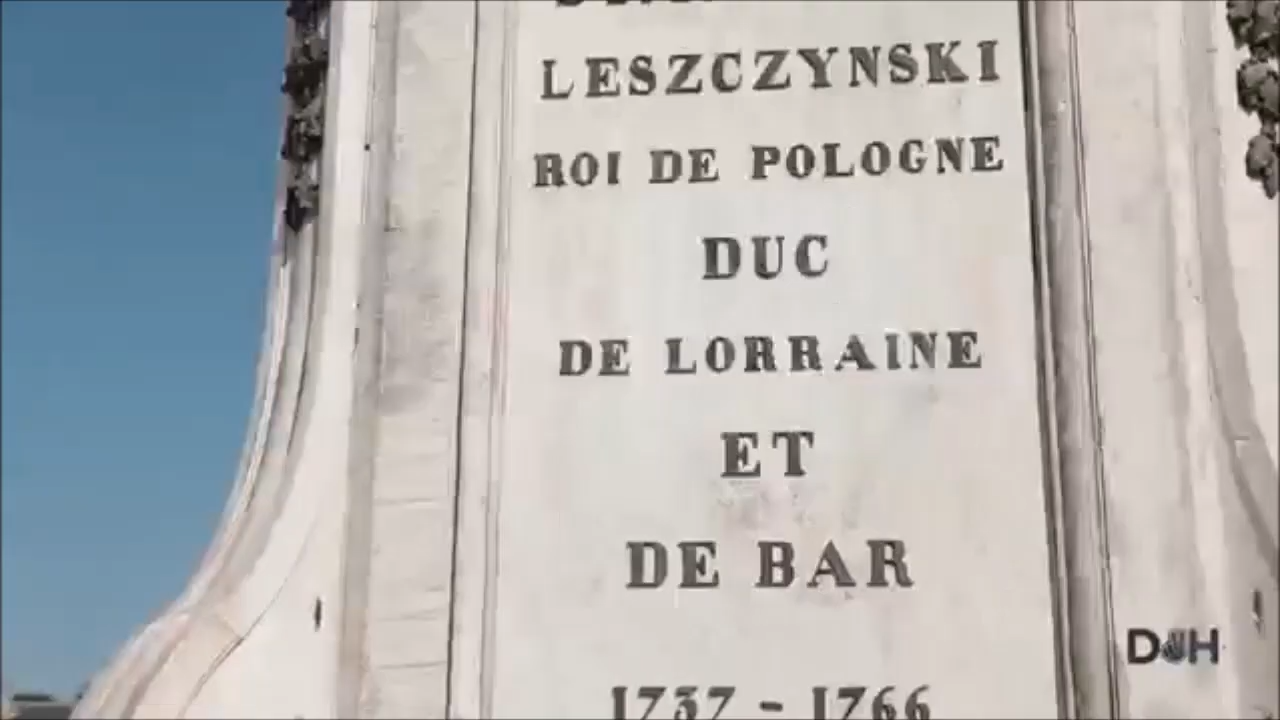 LESZCZYNSKI
ROI DE POLOGNE
DUC
DE LORRAINE
ET
DE BAR
1737 - 1766